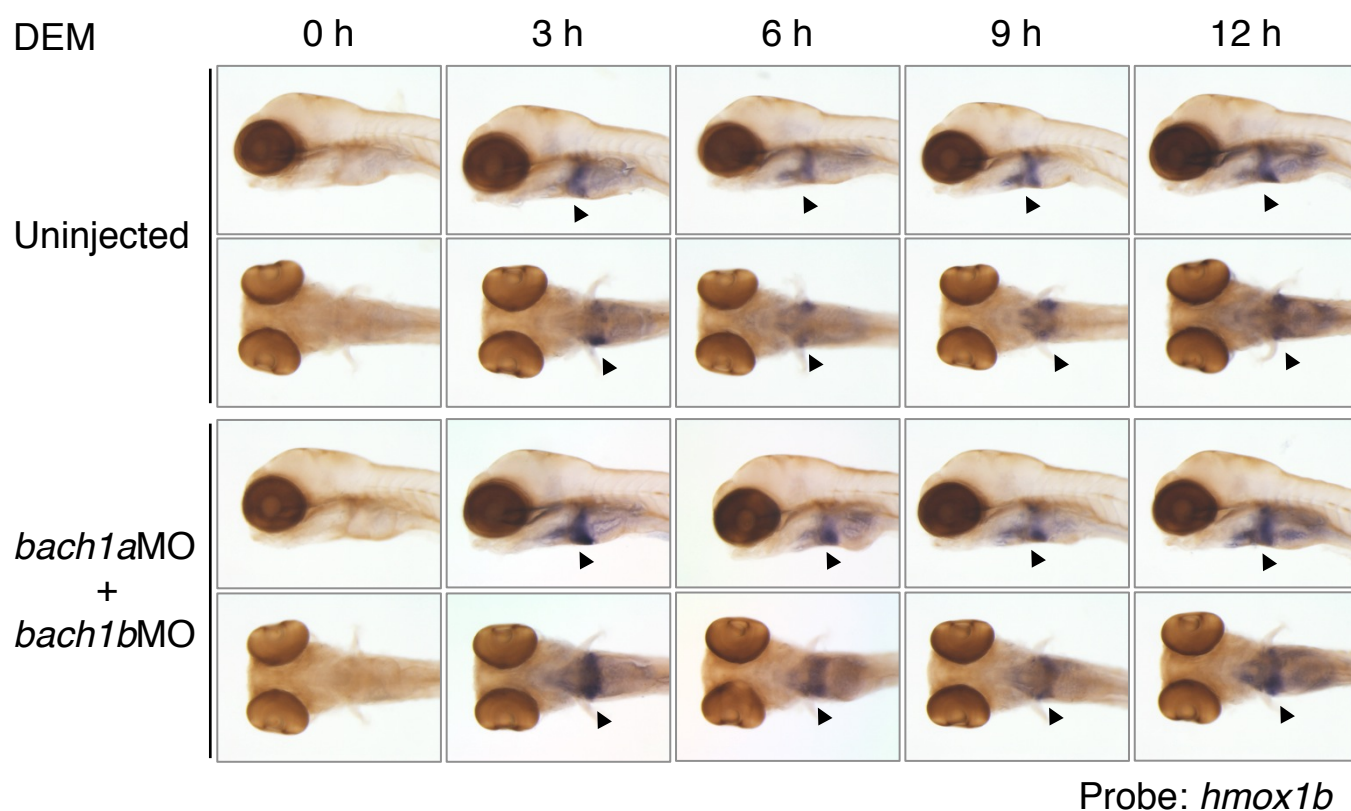 DEM 0 h 3 h 6 h 9 h 12 h
Uninjected
bach1aMO
+
bach1bMO
Probe: hmox1b